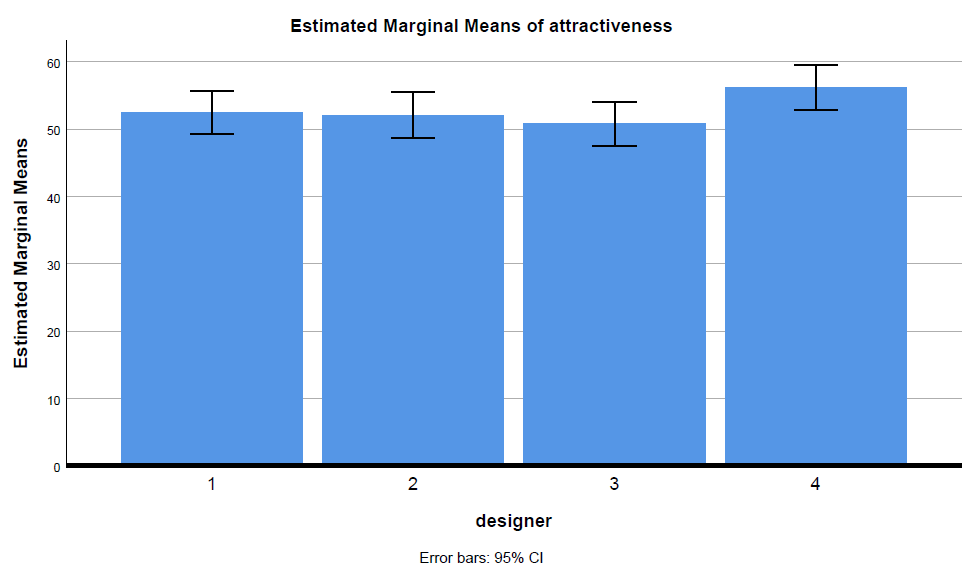 Estimated Marginal Means of attractiveness
Estimated Marginal Means
60
50
40
30
20
10
0
1 2 3 4
designer
Error bars: 95% CI